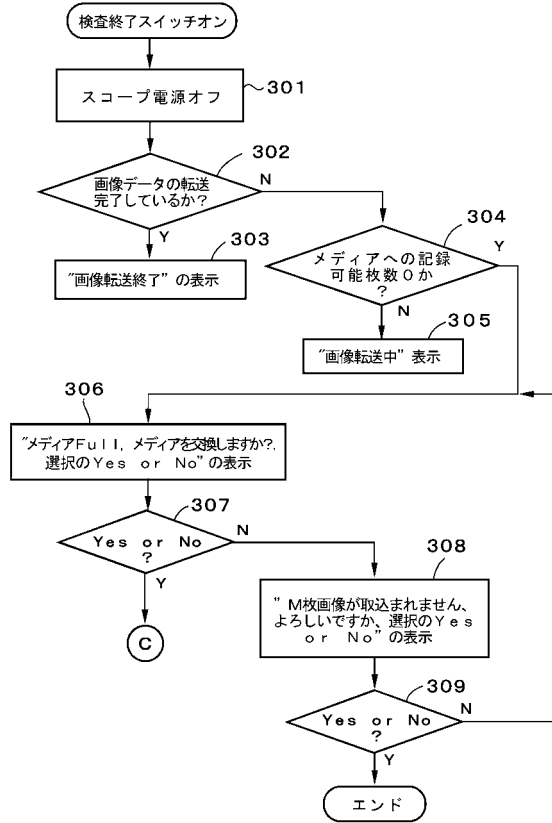 検査終了スイッチオン
スコープ電源オフ
301
302
画像データの転送
完了しているか?
N
Y
303
"画像転送終了" の表示
304
メディアへの記録
可能枚数0か
?
Y
N
305
"画像転送中" 表示
306
"メディアFull, メディアを交換しますか?,
選択のYes or No" の表示
307
Yes or No
?
N
Y
C
308
" M枚画像が取込まれません、
よろしいですか、選択のYes
or No" の表示
309
Yes or No
?
N
Y
エンド